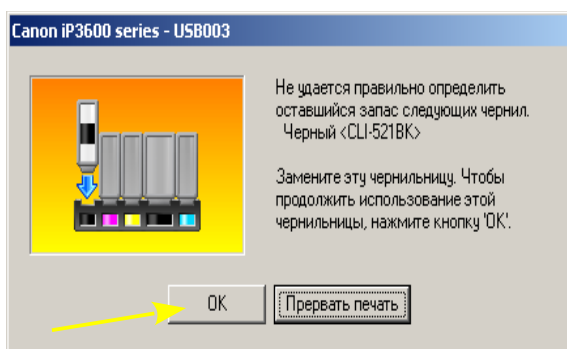 Canon iP3600 series - USB003
Не удается правильно определить
оставшийся запас следующих чернил.
Черный <CLI-521BK>
Замените эту чернильницу. Чтобы
продолжить использование этой
чернильницы, нажмите кнопку 'OK'.
OK
Прервать печать